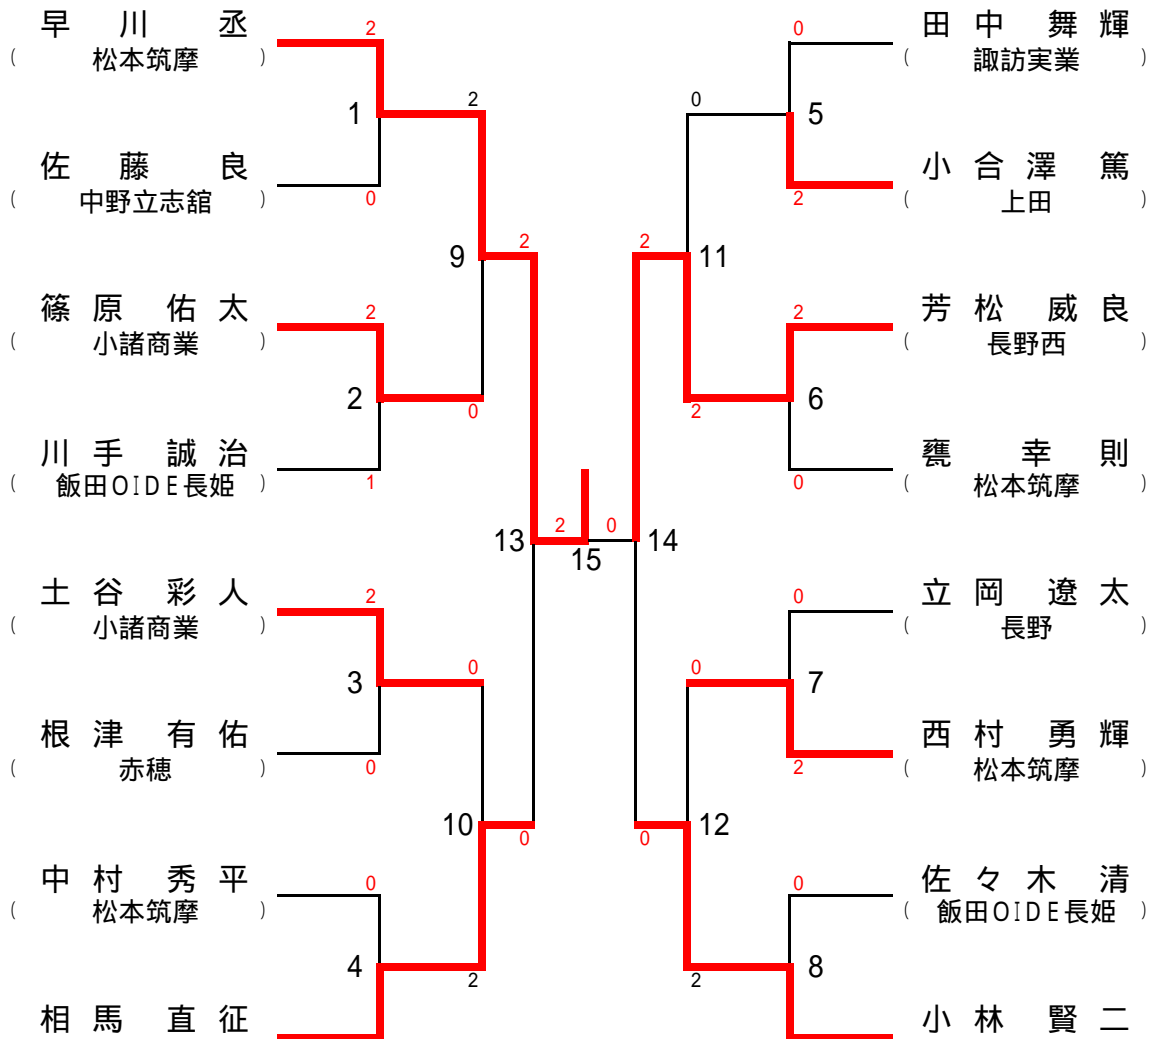 早川丞
2
(松本筑摩)
1
2
佐藤良
(中野立志舘)
0
9
2
篠原佑太
2
(小諸商業)
2
0
川手誠治
(飯田OIDE長姫)
1
13
2
15
土谷彩人
2
(小諸商業)
3
0
根津有佑
(赤穂)
0
10
0
中村秀平
0
(松本筑摩)
4
2
相馬直征
0
田中舞輝
(諏訪実業)
0
5
小合澤篤
2
(上田)
2
11
2
芳松威良
(長野西)
2
6
甕幸則
0
(松本筑摩)
0
14
0
立岡遼太
(長野)
0
7
西村勇輝
2
(松本筑摩)
0
12
0
佐々木清
(飯田OIDE長姫)
2
8
小林賢二